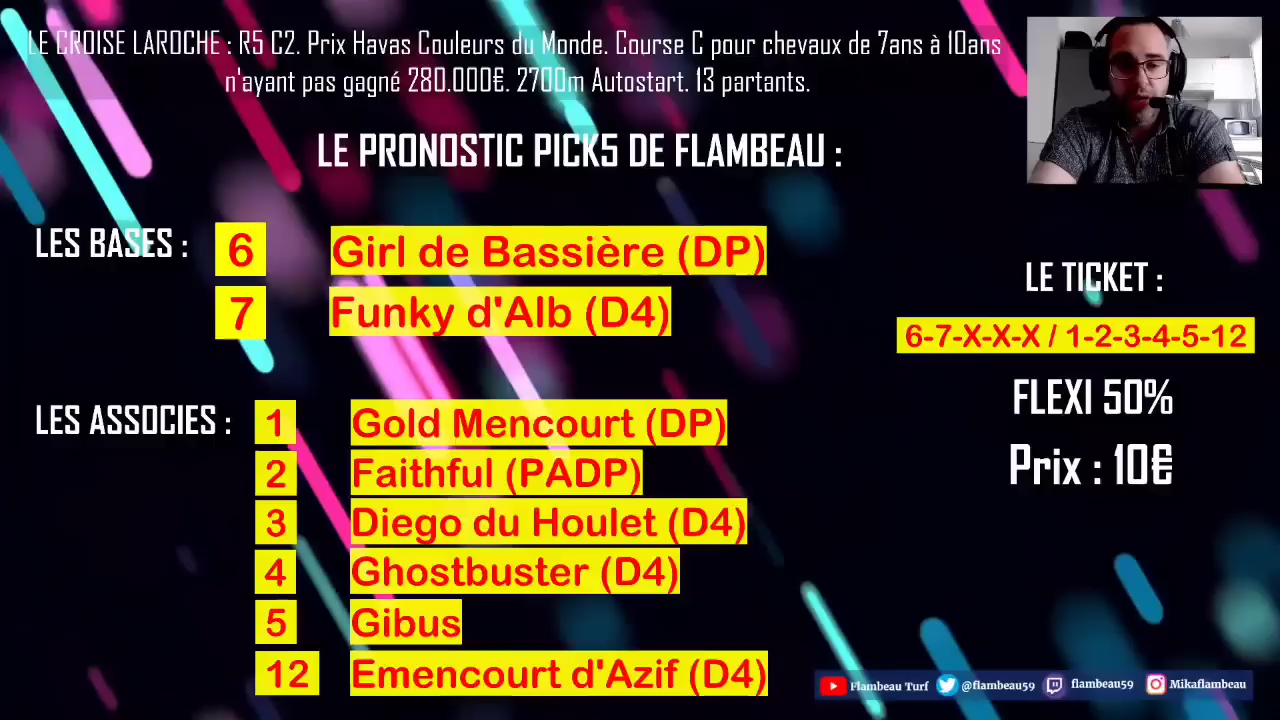 LE CROISE LAROCHE : R5 C2. Prix Havas Couleurs du Monde. Course C pour chevaux de 7ans à 10ans
n'ayant pas gagné 280.000€. 2700m Autostart. 13 partants.
LE PRONOSTIC PICK5 DE FLAMBEAU :
LES BASES :
6 Girl de Bassière (DP)
7 Funky d'Alb (D4)
LE TICKET :
6-7-X-X-X / 1-2-3-4-5-12
FLEXI 50%
Prix : 10€
LES ASSOCIES :
1 Gold Mencourt (DP)
2 Faithful (PADP)
3 Diego du Houlet (D4)
4 Ghostbuster (D4)
5 Gibus
12 Emencourt d'Azif (D4)
Flambeau Turf @flambeau59 flambeau59 Mikaflambeau